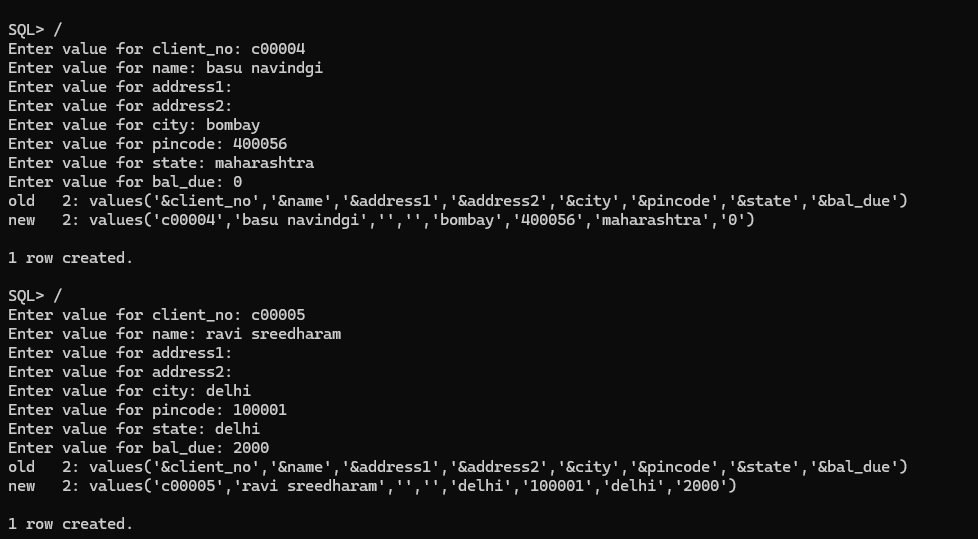 SQL> /
Enter value for client_no: c00004
Enter value for name: basu navindgi
Enter value for address1:
Enter value for address2:
Enter value for city: bombay
Enter value for pincode: 400056
Enter value for state: maharashtra
Enter value for bal_due: 0
old   2: values('&client_no','&name','&address1','&address2','&city','&pincode','&state','&bal_due')
new   2: values('c00004','basu navindgi','','','bombay','400056','maharashtra','0')
1 row created.
SQL> /
Enter value for client_no: c00005
Enter value for name: ravi sreedharam
Enter value for address1:
Enter value for address2:
Enter value for city: delhi
Enter value for pincode: 100001
Enter value for state: delhi
Enter value for bal_due: 2000
old   2: values('&client_no','&name','&address1','&address2','&city','&pincode','&state','&bal_due')
new   2: values('c00005','ravi sreedharam','','','delhi','100001','delhi','2000')
1 row created.